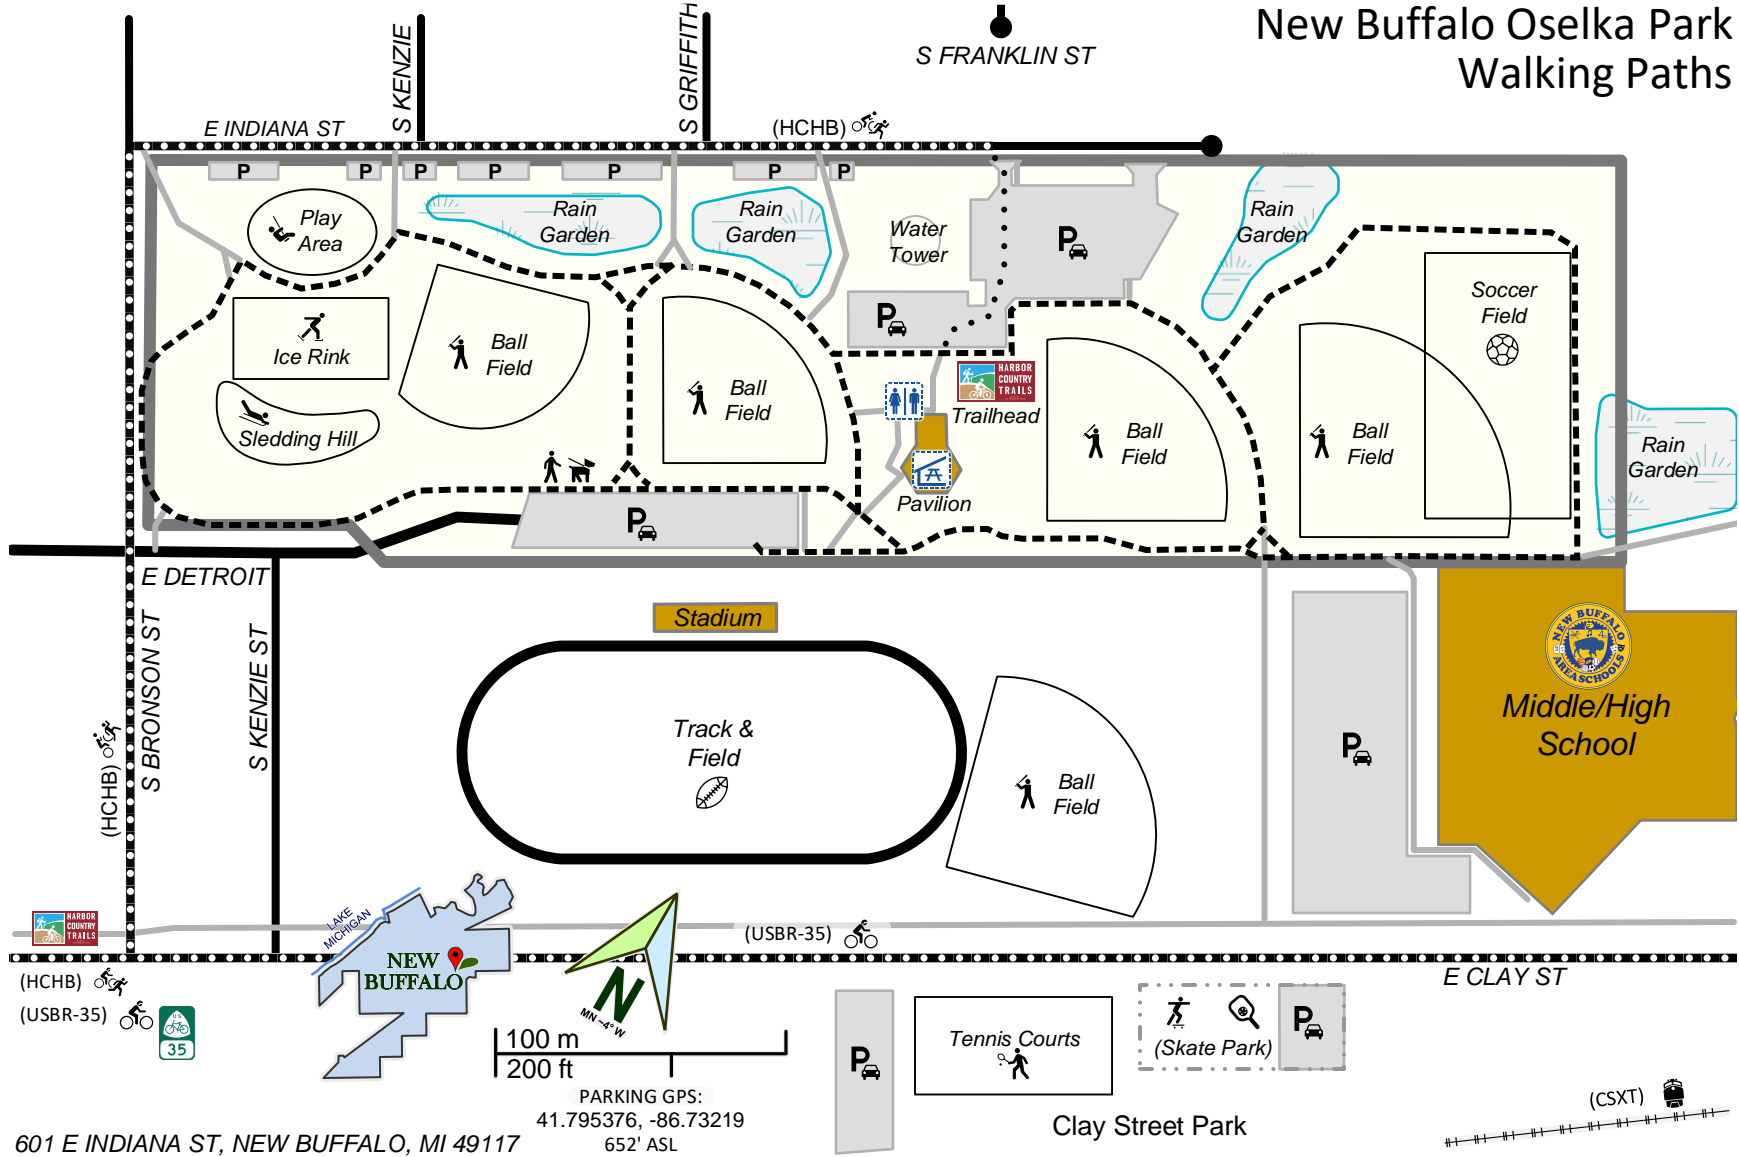 New Buffalo Oselka Park
Walking Paths
S KENZIE
S GRIFFITH
S FRANKLIN ST
E INDIANA ST
(HCHB)
P
P
P
P
P
P
P
Play
Area
Rain
Garden
Rain
Garden
Water
Tower
P
Rain
Garden
Soccer
Field
P
Ice Rink
Ball
Field
Ball
Field
HARBOR
COUNTRY
TRAILS
Trailhead
Sledding Hill
Ball
Field
Ball
Field
Rain
Garden
Pavilion
P
E DETROIT
Stadium
S BRONSON ST
S KENZIE ST
(HCHB)
Track &
Field
Ball
Field
P
NEW BUFFALO
AREA SCHOOLS
Middle/High
School
HARBOR
COUNTRY
TRAILS
LAKE
MICHIGAN
NEW
BUFFALO
N
MN ~4° W
(USBR-35)
E CLAY ST
(HCHB)
(USBR-35)
US
35
100 m
200 ft
PARKING GPS:
41.795376, -86.73219
652' ASL
P
Tennis Courts
(Skate Park)
P
Clay Street Park
(CSXT)
601 E INDIANA ST, NEW BUFFALO, MI 49117